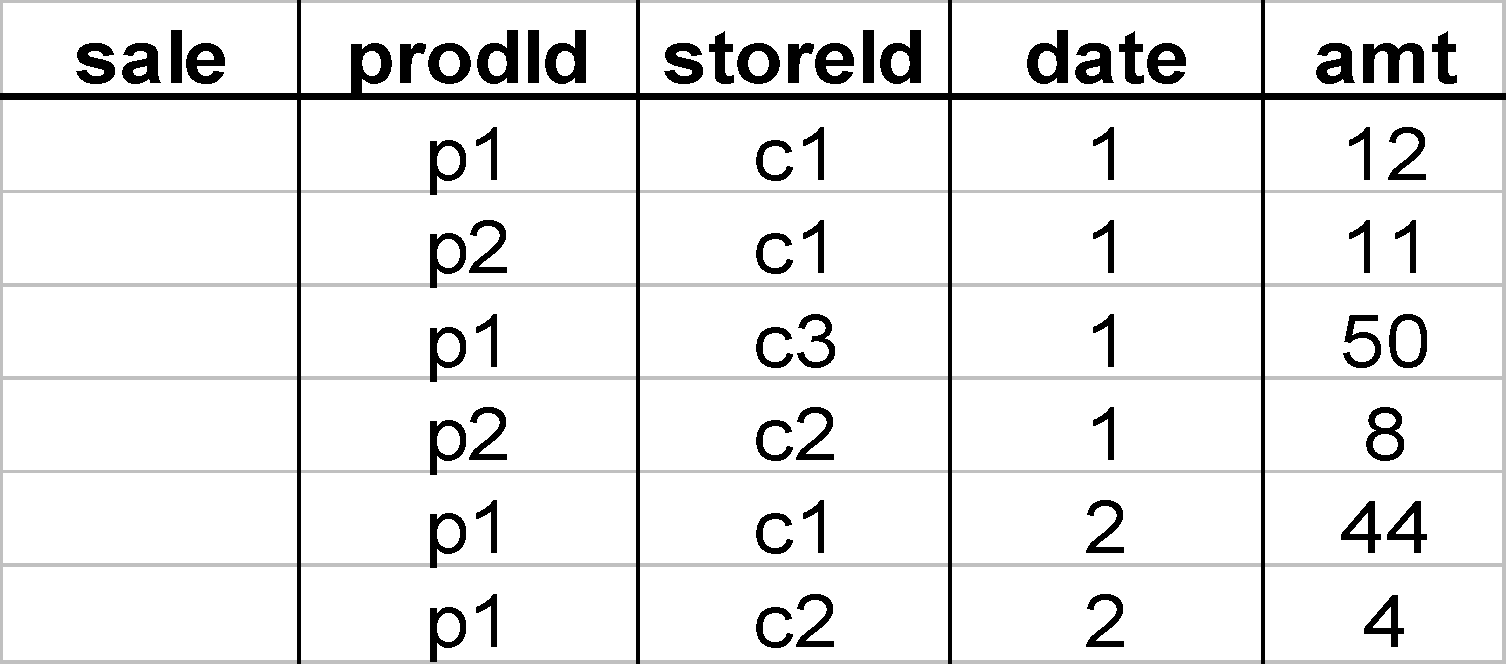 sale prodId storeId date amt
p1 c1 1 12
p2 c1 1 11
p1 c3 1 50
p2 c2 1 8
p1 c1 2 44
p1 c2 2 4